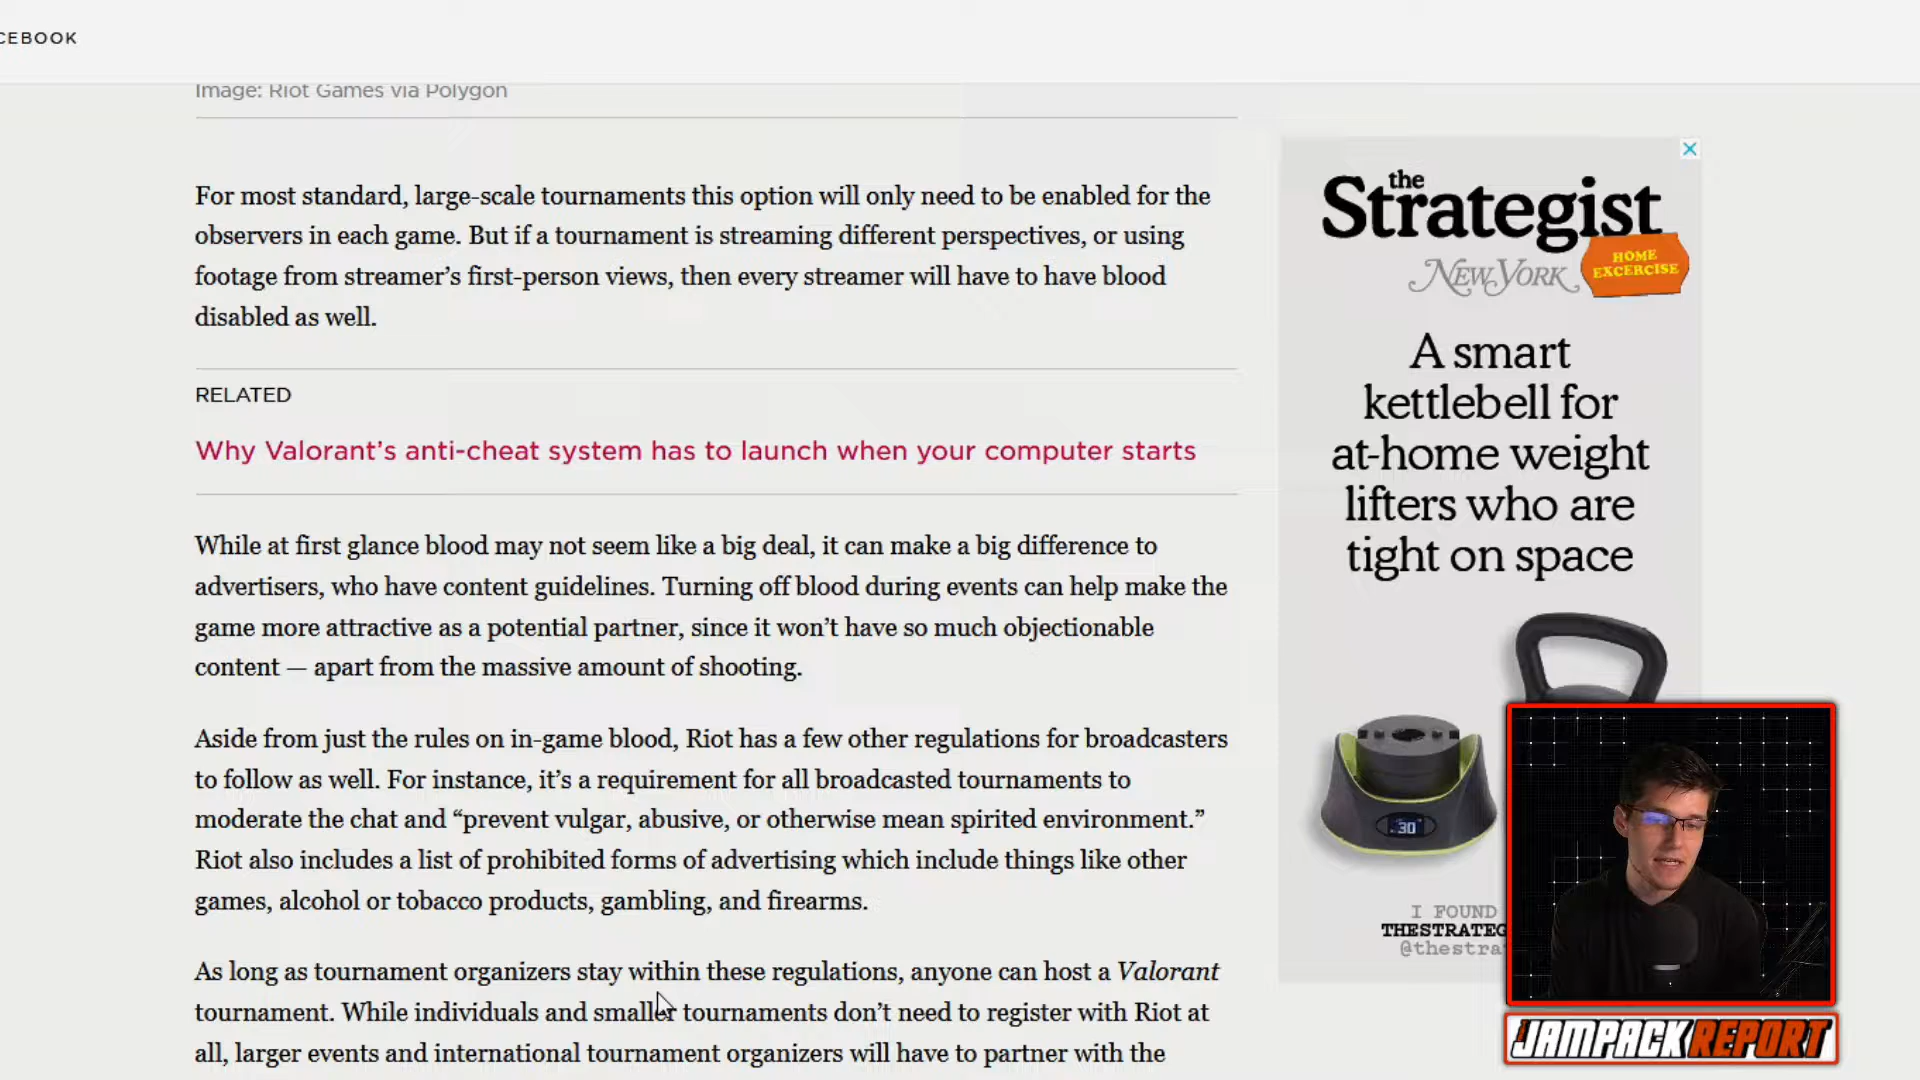 CEBOOK
Image: Riot Games via Polygon
For most standard, large-scale tournaments this option will only need to be enabled for the
observers in each game. But if a tournament is streaming different perspectives, or using
footage from streamer’s first-person views, then every streamer will have to have blood
disabled as well.
RELATED
Why Valorant’s anti-cheat system has to launch when your computer starts
While at first glance blood may not seem like a big deal, it can make a big difference to
advertisers, who have content guidelines. Turning off blood during events can help make the
game more attractive as a potential partner, since it won’t have so much objectionable
content — apart from the massive amount of shooting.
Aside from just the rules on in-game blood, Riot has a few other regulations for broadcasters
to follow as well. For instance, it’s a requirement for all broadcasted tournaments to
moderate the chat and “prevent vulgar, abusive, or otherwise mean spirited environment.”
Riot also includes a list of prohibited forms of advertising which include things like other
games, alcohol or tobacco products, gambling, and firearms.
As long as tournament organizers stay within these regulations, anyone can host a Valorant
tournament. While individuals and smaller tournaments don’t need to register with Riot at
all, larger events and international tournament organizers will have to partner with the
the
Strategist
NEW YORK
HOME
EXCERCISE
A smart
kettlebell for
at-home weight
lifters who are
tight on space
30
I FOUND
THESTRATEG
@thestra
THE JAMPACK REPORT